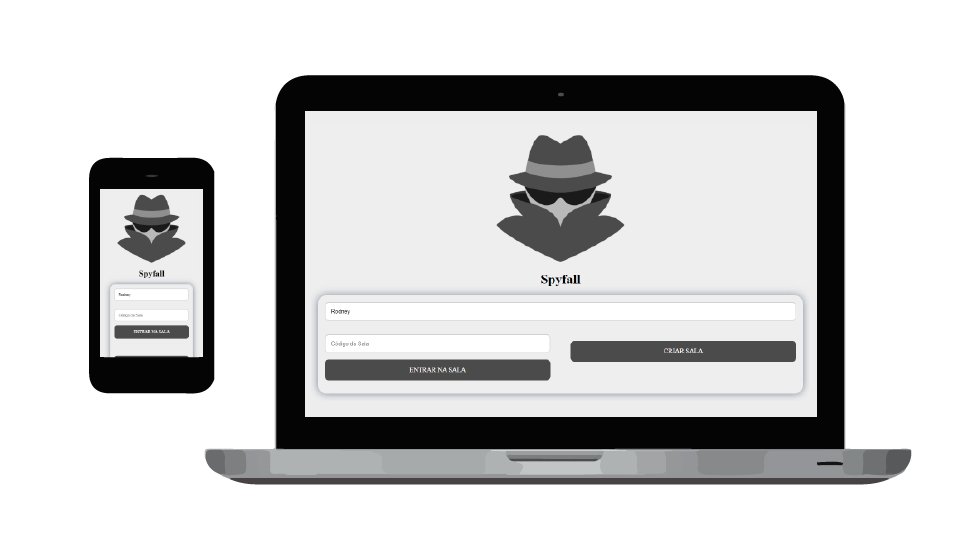 Spyfall
Rodney
Código da Sala
ENTRAR NA SALA
Spyfall
Rodney
Código da Sala
ENTRAR NA SALA
CRIAR SALA